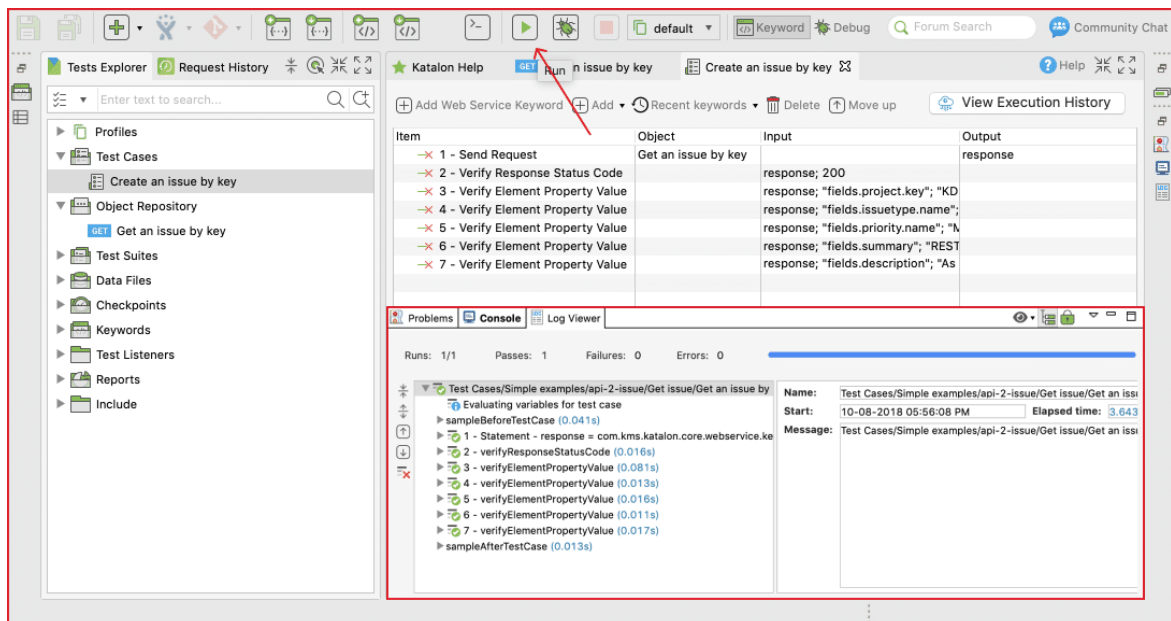 default
Keyword
Debug
Forum Search
Community Chat
Tests Explorer
Request History
Katalon Help
GET
n issue by key
Run
Create an issue by key
Help
Enter text to search...
Add Web Service Keyword
Add
Recent keywords
Delete
Move up
View Execution History
Profiles
Test Cases
Create an issue by key
Object Repository
GET Get an issue by key
Test Suites
Data Files
Checkpoints
Keywords
Test Listeners
Reports
Include
Item Object Input Output
1 - Send Request Get an issue by key response
2 - Verify Response Status Code response; 200
3 - Verify Element Property Value response; "fields.project.key"; "KD
4 - Verify Element Property Value response; "fields.issuetype.name";
5 - Verify Element Property Value response; "fields.priority.name"; "M
6 - Verify Element Property Value response; "fields.summary"; "REST
7 - Verify Element Property Value response; "fields.description"; "As
Problems
Console
Log Viewer
Runs: 1/1 Passes: 1 Failures: 0 Errors: 0
Test Cases/Simple examples/api-2-issue/Get issue/Get an issue by
Evaluating variables for test case
sampleBeforeTestCase (0.041s)
1 - Statement - response = com.kms.katalon.core.webservice.ke
2 - verifyResponseStatusCode (0.016s)
3 - verifyElementPropertyValue (0.081s)
4 - verifyElementPropertyValue (0.013s)
5 - verifyElementPropertyValue (0.016s)
6 - verifyElementPropertyValue (0.011s)
7 - verifyElementPropertyValue (0.017s)
sampleAfterTestCase (0.013s)
Name: Test Cases/Simple examples/api-2-issue/Get issue/Get an issu
Start: 10-08-2018 05:56:08 PM Elapsed time: 3.643
Message: Test Cases/Simple examples/api-2-issue/Get issue/Get an issu